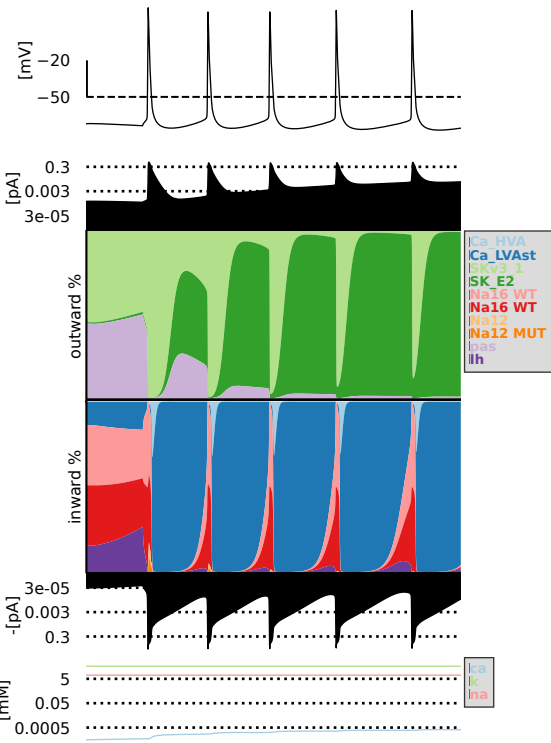 [mV]
−20
−50
[pA]
0.3
0.003
3e-05
outward %
Ca_HVA
Ca_LVAst
SKv3_1
SK_E2
Na16 WT
Na16 WT
Na12
Na12 MUT
pas
Ih
inward %
-[pA]
3e-05
0.003
0.3
[mM]
5
0.05
0.0005
ca
k
na